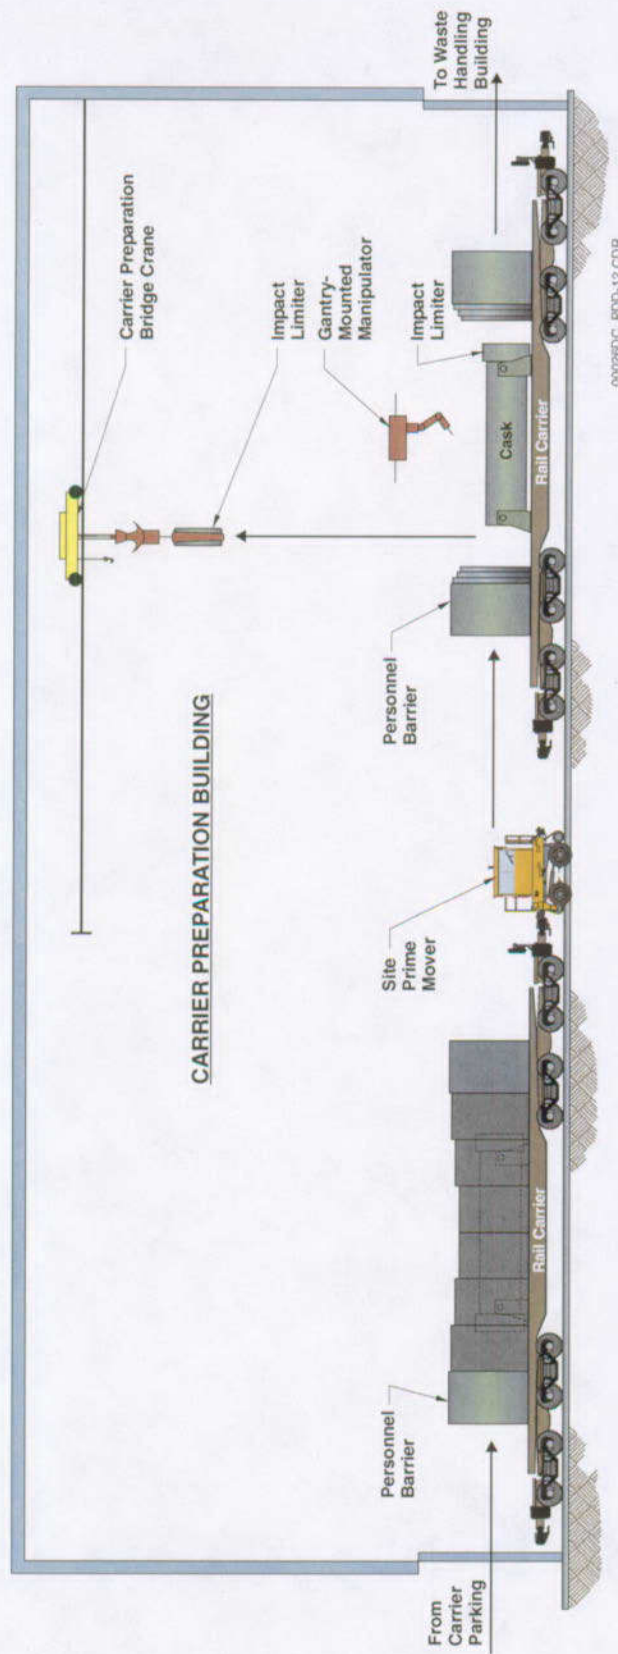 CARRIER PREPARATION BUILDING
Carrier Preparation
Bridge Crane
Impact
Limiter
Gantry-
Mounted
Manipulator
Impact
Limiter
To Waste
Handling
Building
Personnel
Barrier
Cask
Rail Carrier
Site
Prime
Mover
Personnel
Barrier
Rail Carrier
From
Carrier
Parking